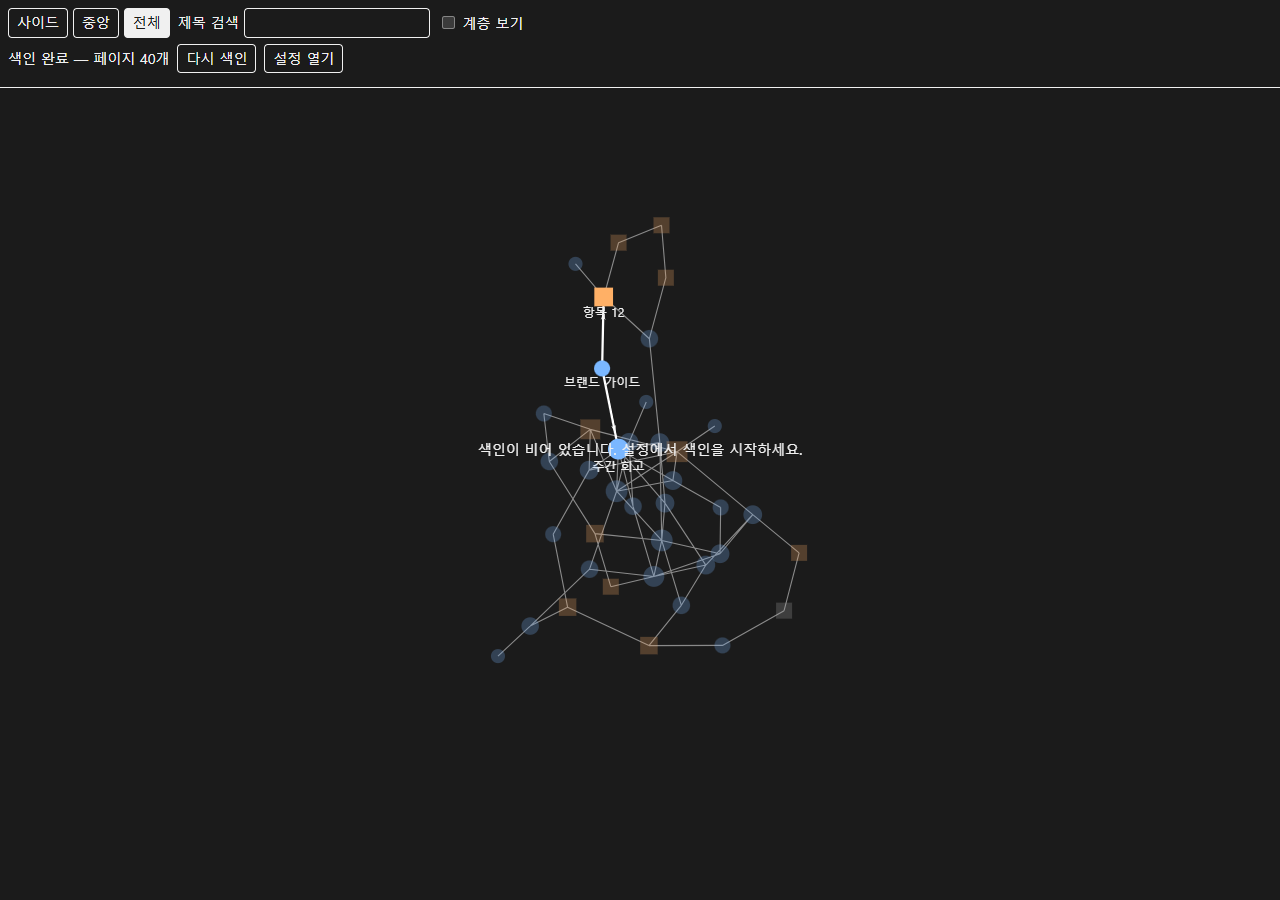 사이드 중앙 전체 제목 검색 계층 보기
색인 완료 — 페이지 40개 다시 색인 설정 열기
항목 12
브랜드 가이드
색인이 비어 있습니다. 설정에서 색인을 시작하세요.
주간 회고